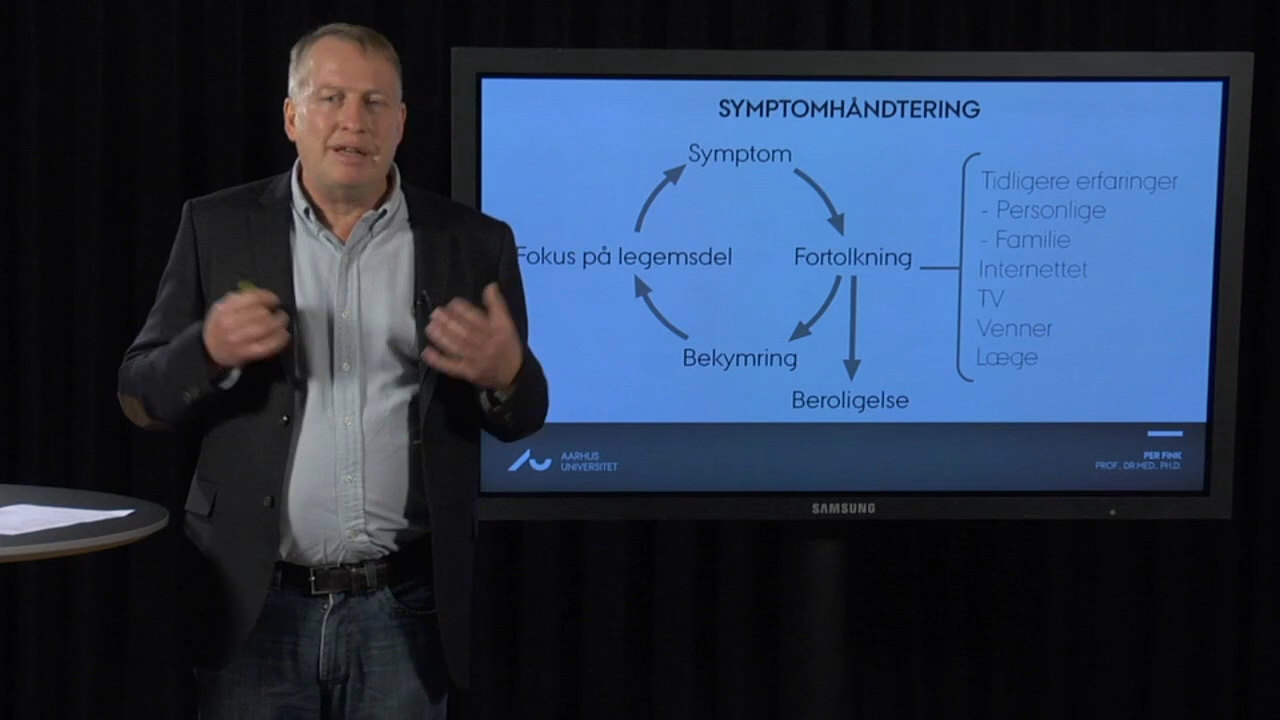 SYMPTOMHÅNDTERING
Symptom
Fokus på legemsdel
Fortolkning
Bekymring
Beroligelse
Tidligere erfaringer
- Personlige
- Familie
Internettet
TV
Venner
Læge
AARHUS
UNIVERSITET
PER FINK
PROF., DR.MED., PH.D.
SAMSUNG